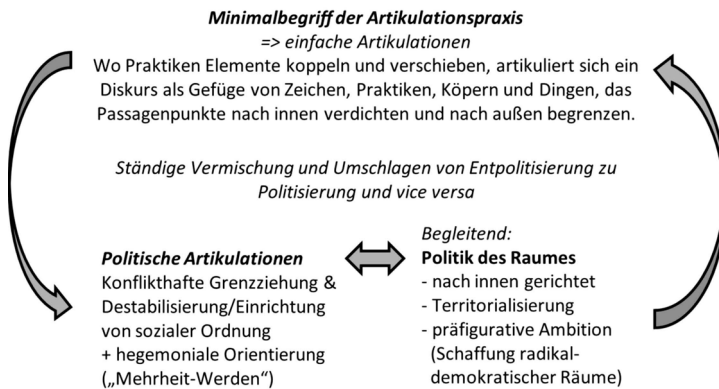 Minimalbegriff der Artikulationspraxis
=> einfache Artikulationen
Wo Praktiken Elemente koppeln und verschieben, artikuliert sich ein
Diskurs als Gefüge von Zeichen, Praktiken, Köpern und Dingen, das
Passagenpunkte nach innen verdichten und nach außen begrenzen.
Ständige Vermischung und Umschlagen von Entpolitisierung zu
Politisierung und vice versa
Politische Artikulationen
Konflikthafte Grenzziehung &
Destabilisierung/Einrichtung
von sozialer Ordnung
+ hegemoniale Orientierung
(„Mehrheit-Werden“)
Begleitend:
Politik des Raumes
- nach innen gerichtet
- Territorialisierung
- präfigurative Ambition
(Schaffung radikal-
demokratischer Räume)